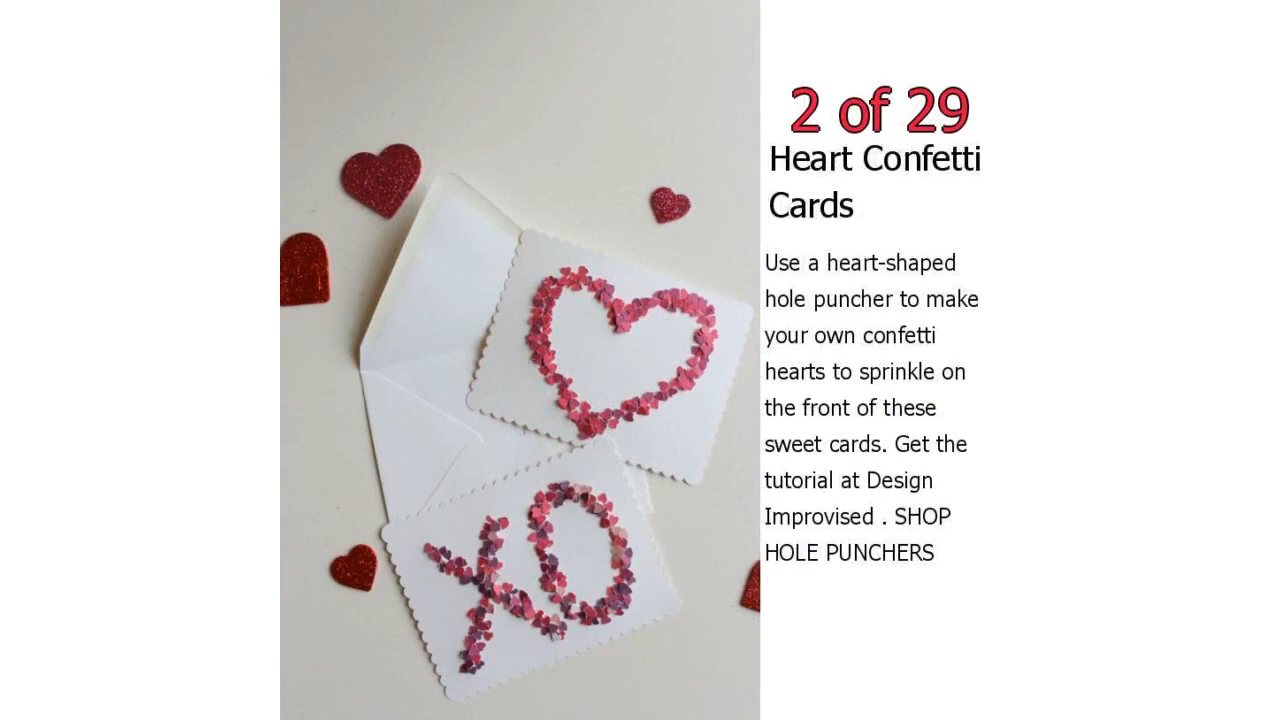 2 of 29
Heart Confetti
Cards
Use a heart-shaped
hole puncher to make
your own confetti
hearts to sprinkle on
the front of these
sweet cards. Get the
tutorial at Design
Improvised . SHOP
HOLE PUNCHERS
XO